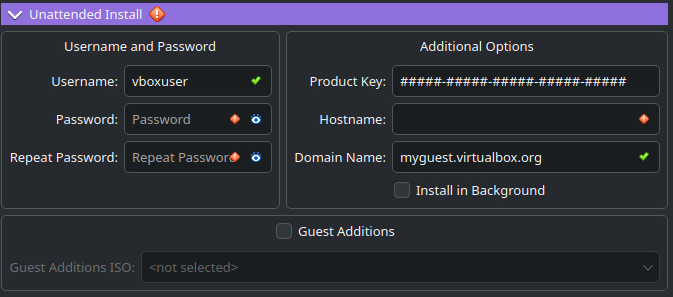 Unattended Install
Username and Password
Username: vboxuser
Password: Password
Repeat Password: Repeat Password
Additional Options
Product Key: #####-#####-#####-#####-#####
Hostname:
Domain Name: myguest.virtualbox.org
Install in Background
Guest Additions
Guest Additions ISO: <not selected>